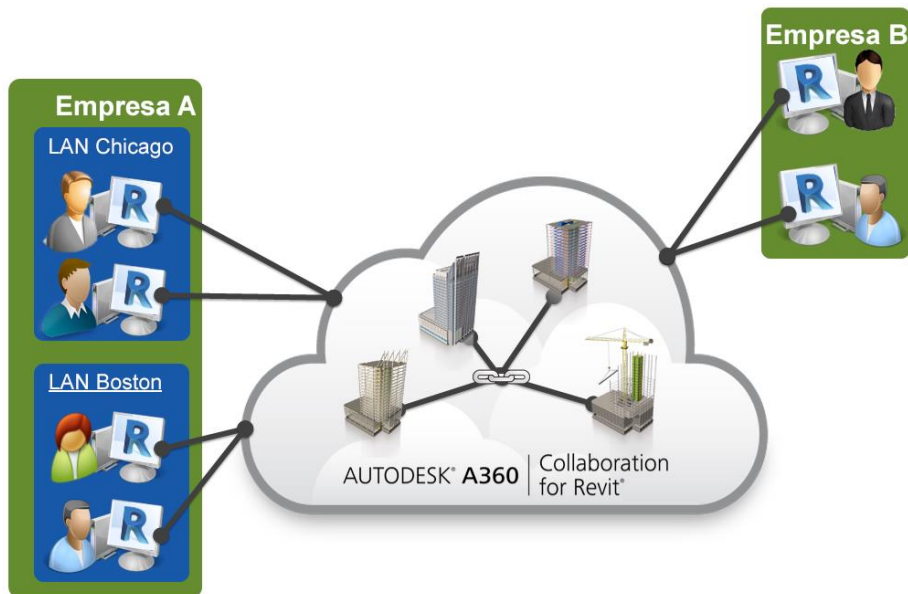 Empresa A
LAN Chicago
R
R
LAN Boston
R
R
Empresa B
R
R
AUTODESK® A360 | Collaboration
for Revit®